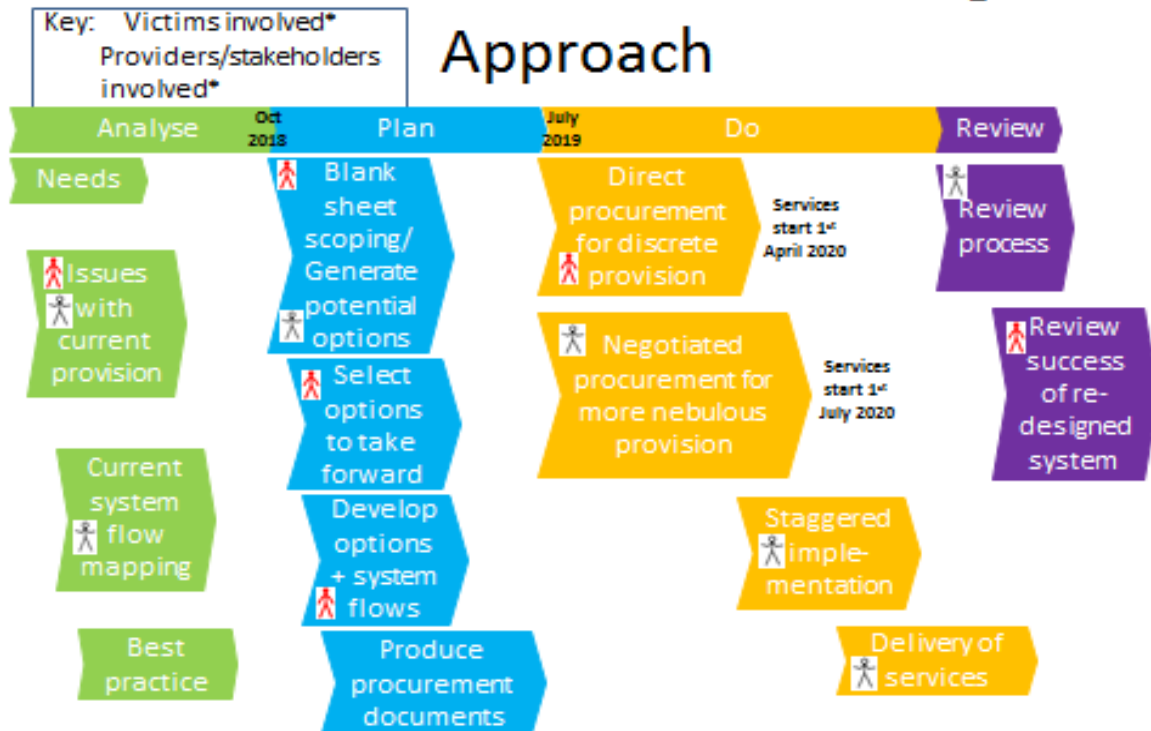 Key: Victims involved*
Providers/stakeholders
involved*
Approach
Analyse
Oct
2018
Plan
July
2019
Do
Review
Needs
Issues
with
current
provision
Current
system
flow
mapping
Best
practice
Blank
sheet
scoping/
Generate
potential
options
Select
options
to take
forward
Develop
options
+ system
flows
Produce
procurement
documents
Direct
procurement
for discrete
provision
Services
start 1st
April 2020
Negotiated
procurement for
more nebulous
provision
Services
start 1st
July 2020
Staggered
imple-
mentation
Delivery of
services
Review
process
Review
success
of re-
designed
system